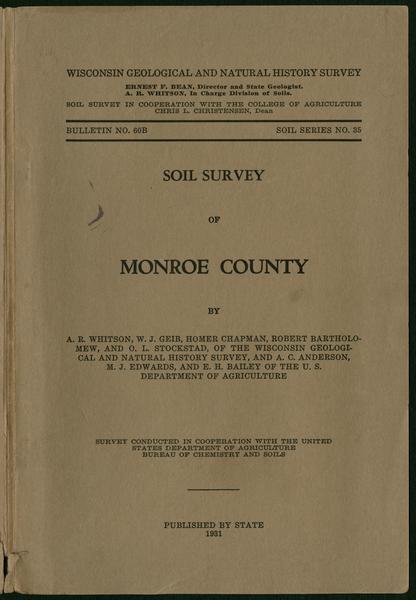 WISCONSIN GEOLOGICAL AND NATURAL HISTORY SURVEY
ERNEST F. BEAN, Director and State Geologist.
A. R. WHITSON, In Charge Division of Soils.
SOIL SURVEY IN COOPERATION WITH THE COLLEGE OF AGRICULTURE
CHRIS L. CHRISTENSEN, Dean
BULLETIN NO. 60B SOIL SERIES NO. 35
SOIL SURVEY
OF
MONROE COUNTY
BY
A. R. WHITSON, W. J. GEIB, HOMER CHAPMAN, ROBERT BARTHOLO-
MEW, AND O. L. STOCKSTAD, OF THE WISCONSIN GEOLOGI-
CAL AND NATURAL HISTORY SURVEY, AND A. C. ANDERSON,
M. J. EDWARDS, AND E. H. BAILEY OF THE U. S.
DEPARTMENT OF AGRICULTURE
SURVEY CONDUCTED IN COOPERATION WITH THE UNITED
STATES DEPARTMENT OF AGRICULTURE
BUREAU OF CHEMISTRY AND SOILS
PUBLISHED BY STATE
1931